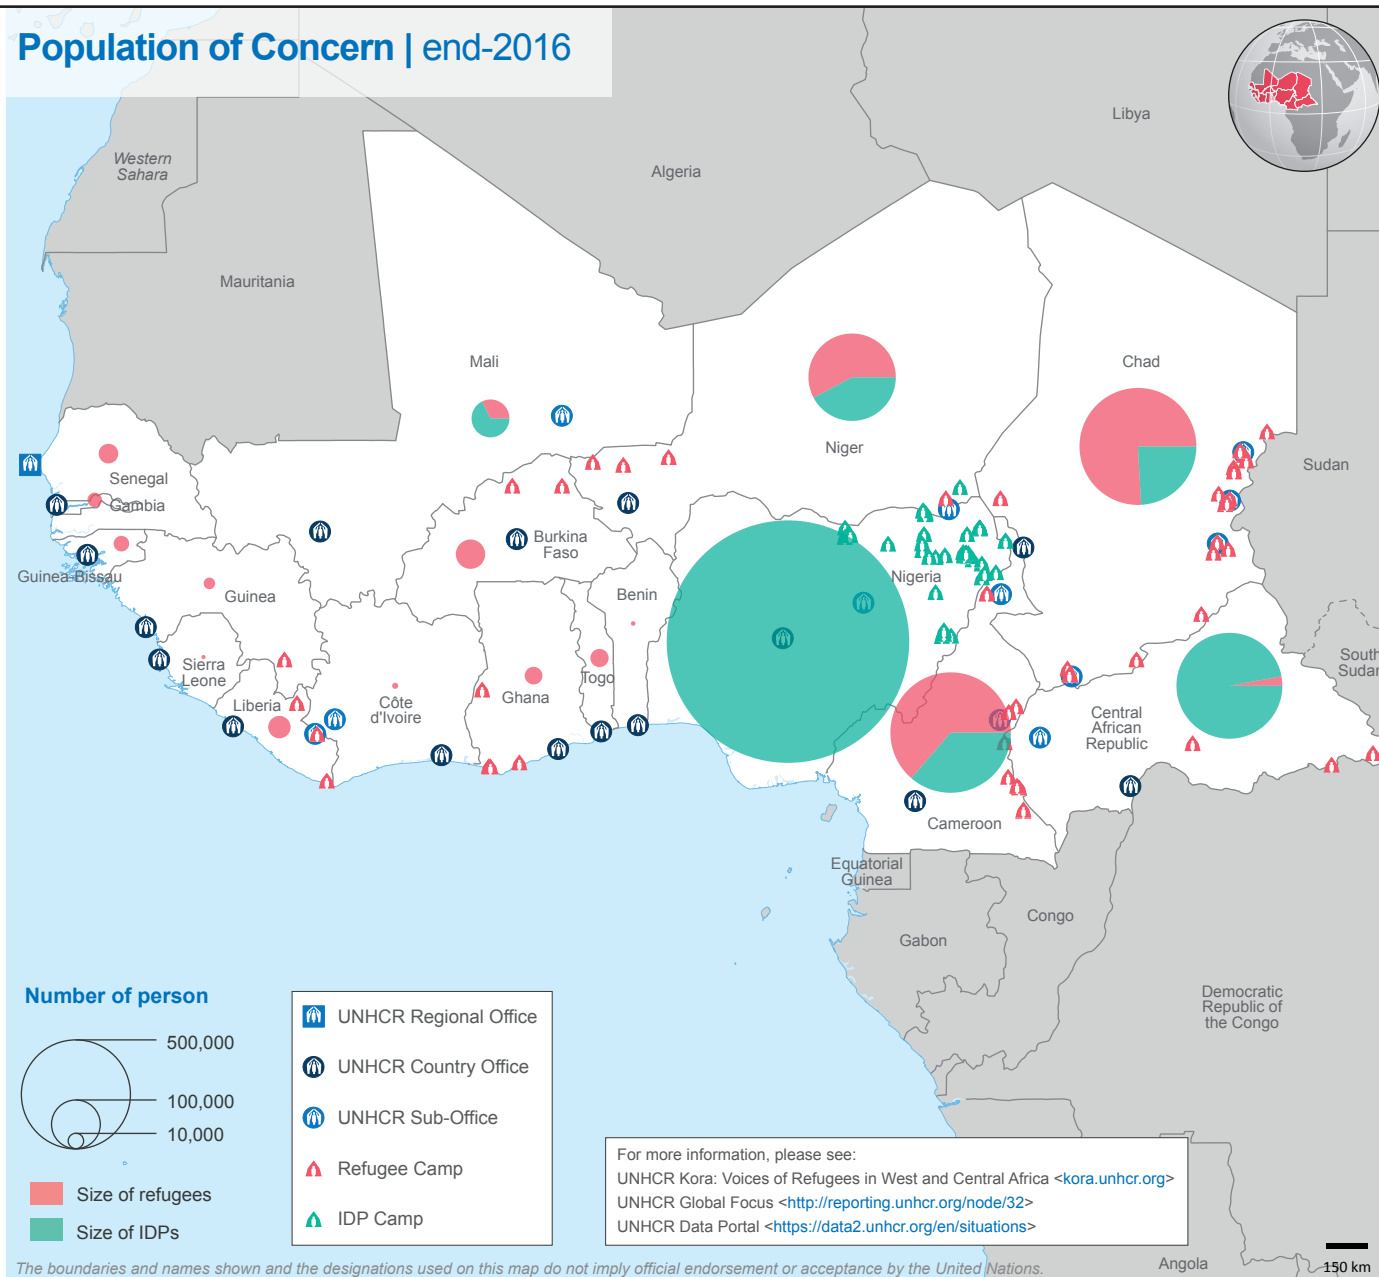 Population of Concern | end-2016
Libya
Western
Sahara
Algeria
Mauritania
Mali
Chad
Niger
Sudan
Senegal
Gambia
Burkina
Faso
Nigeria
Guinea-Bissau
Guinea
Benin
Sierra
Leone
South
Sudan
Togo
Ghana
Côte
d'Ivoire
Liberia
Central
African
Republic
Cameroon
Equatorial
Guinea
Congo
Gabon
Democratic
Republic of
the Congo
Number of person
500,000
100,000
10,000
Size of refugees
Size of IDPs
UNHCR Regional Office
UNHCR Country Office
UNHCR Sub-Office
Refugee Camp
IDP Camp
For more information, please see:
UNHCR Kora: Voices of Refugees in West and Central Africa <kora.unhcr.org>
UNHCR Global Focus <http://reporting.unhcr.org/node/32>
UNHCR Data Portal <https://data2.unhcr.org/en/situations>
Angola
150 km
The boundaries and names shown and the designations used on this map do not imply official endorsement or acceptance by the United Nations.